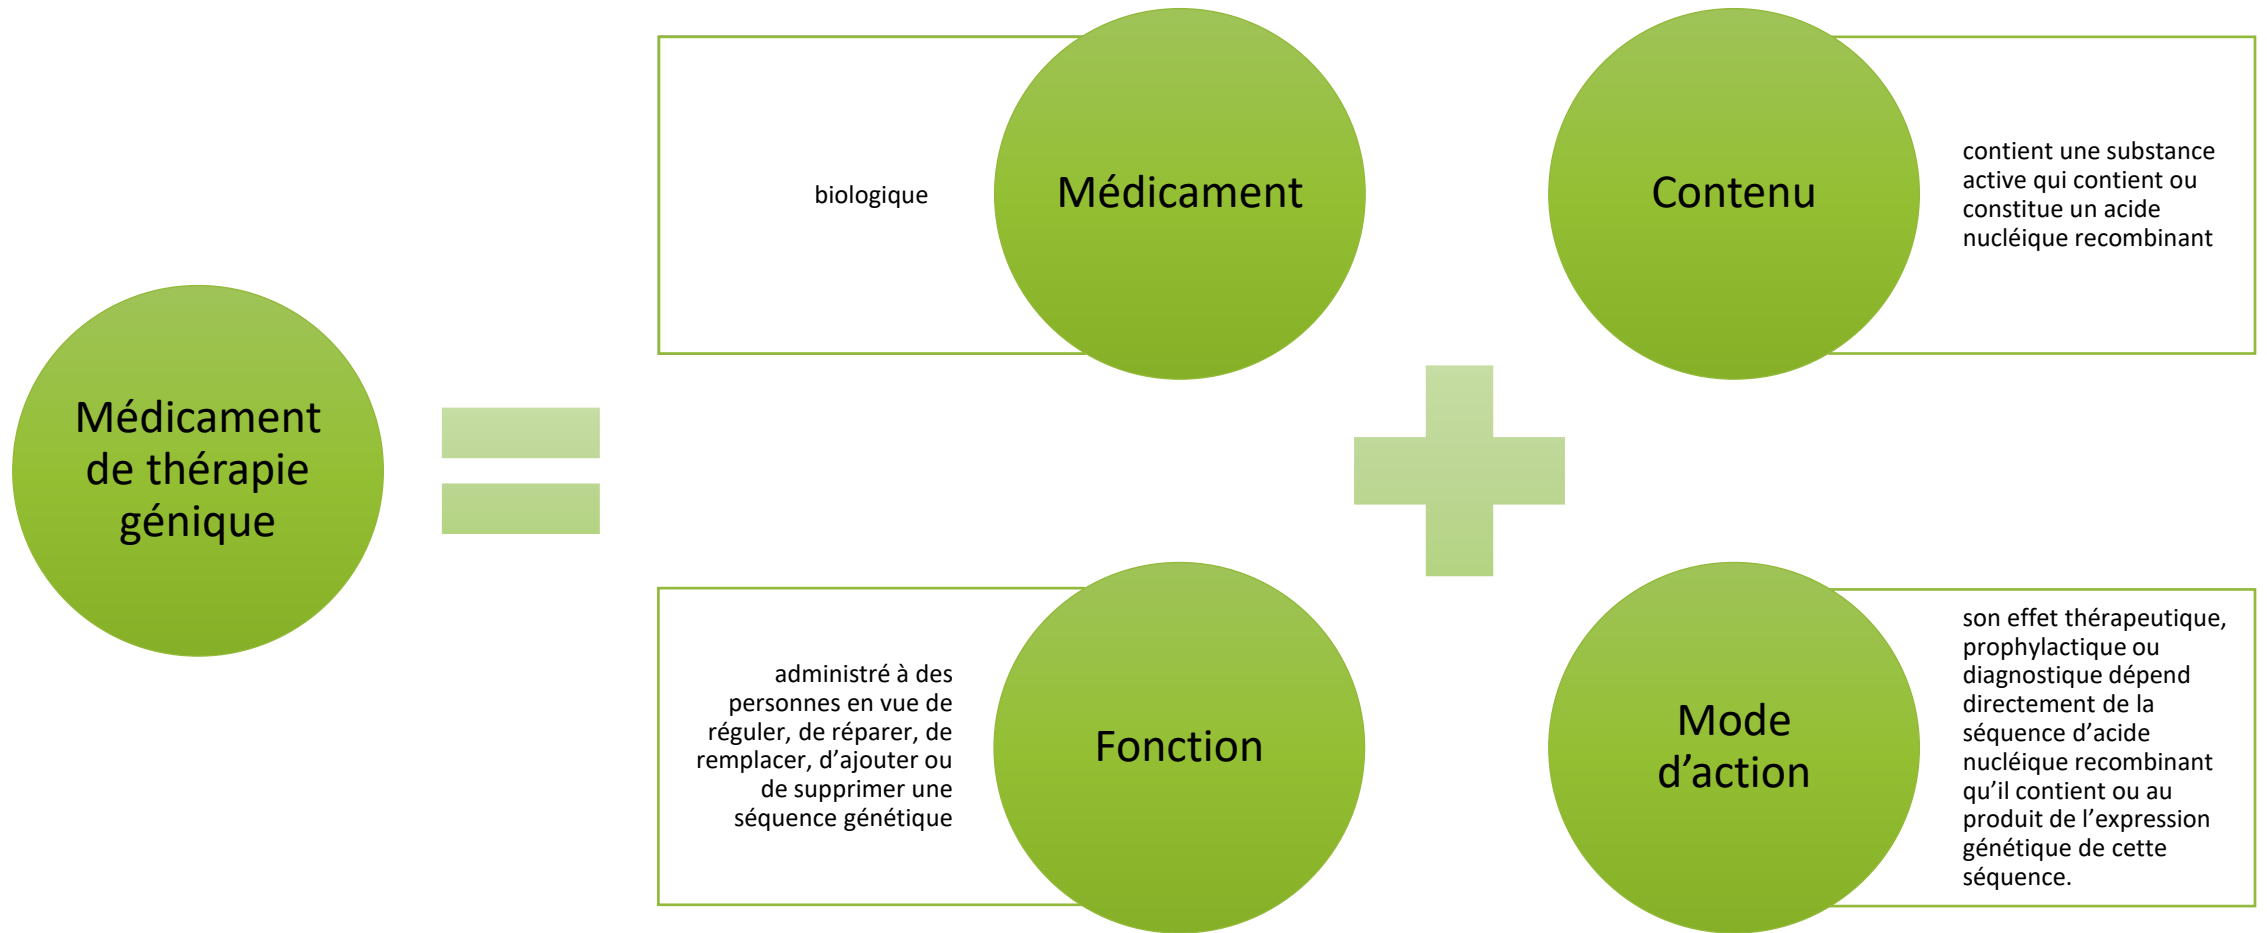 Médicament
de thérapie
génique
biologique
Médicament
Contenu
contient une substance
active qui contient ou
constitue un acide
nucléique recombinant
administré à des
personnes en vue de
réguler, de réparer, de
remplacer, d’ajouter ou
de supprimer une
séquence génétique
Fonction
Mode
d’action
son effet thérapeutique,
prophylactique ou
diagnostique dépend
directement de la
séquence d’acide
nucléique recombinant
qu’il contient ou au
produit de l’expression
génétique de cette
séquence.